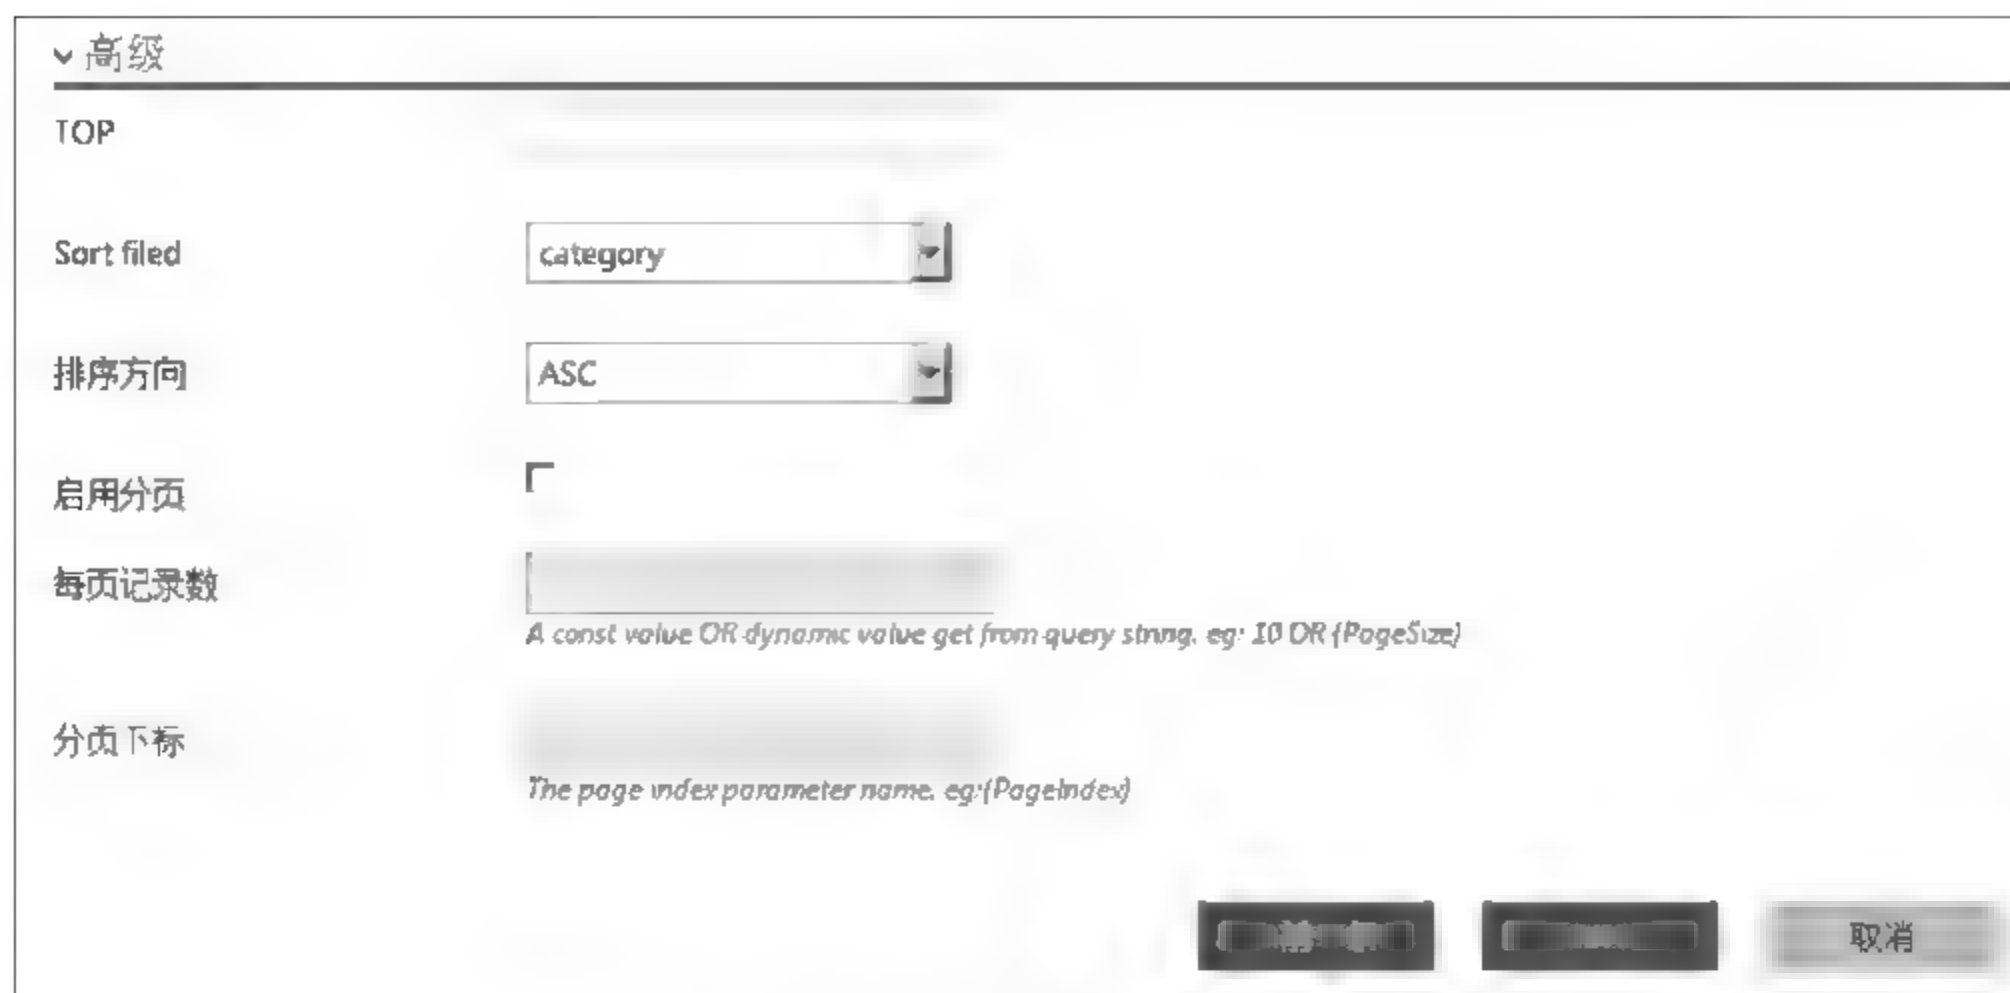 高级
TOP
Sort filed
category
排序方向
ASC
启用分页
每页记录数
A const value OR dynamic value get from query string. eg: 10 OR {PageSize}
分页下标
The page index parameter name. eg:{PageIndex}
取消